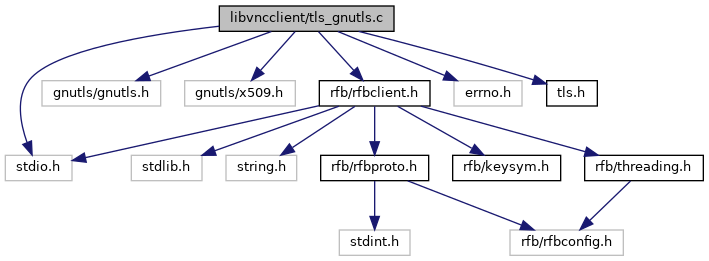 libvncclient/tls_gnutls.c
gnutls/gnutls.h
gnutls/x509.h
rfb/rfbclient.h
errno.h
tls.h
stdio.h
stdlib.h
string.h
rfb/rfbproto.h
rfb/keysym.h
rfb/threading.h
stdint.h
rfb/rfbconfig.h